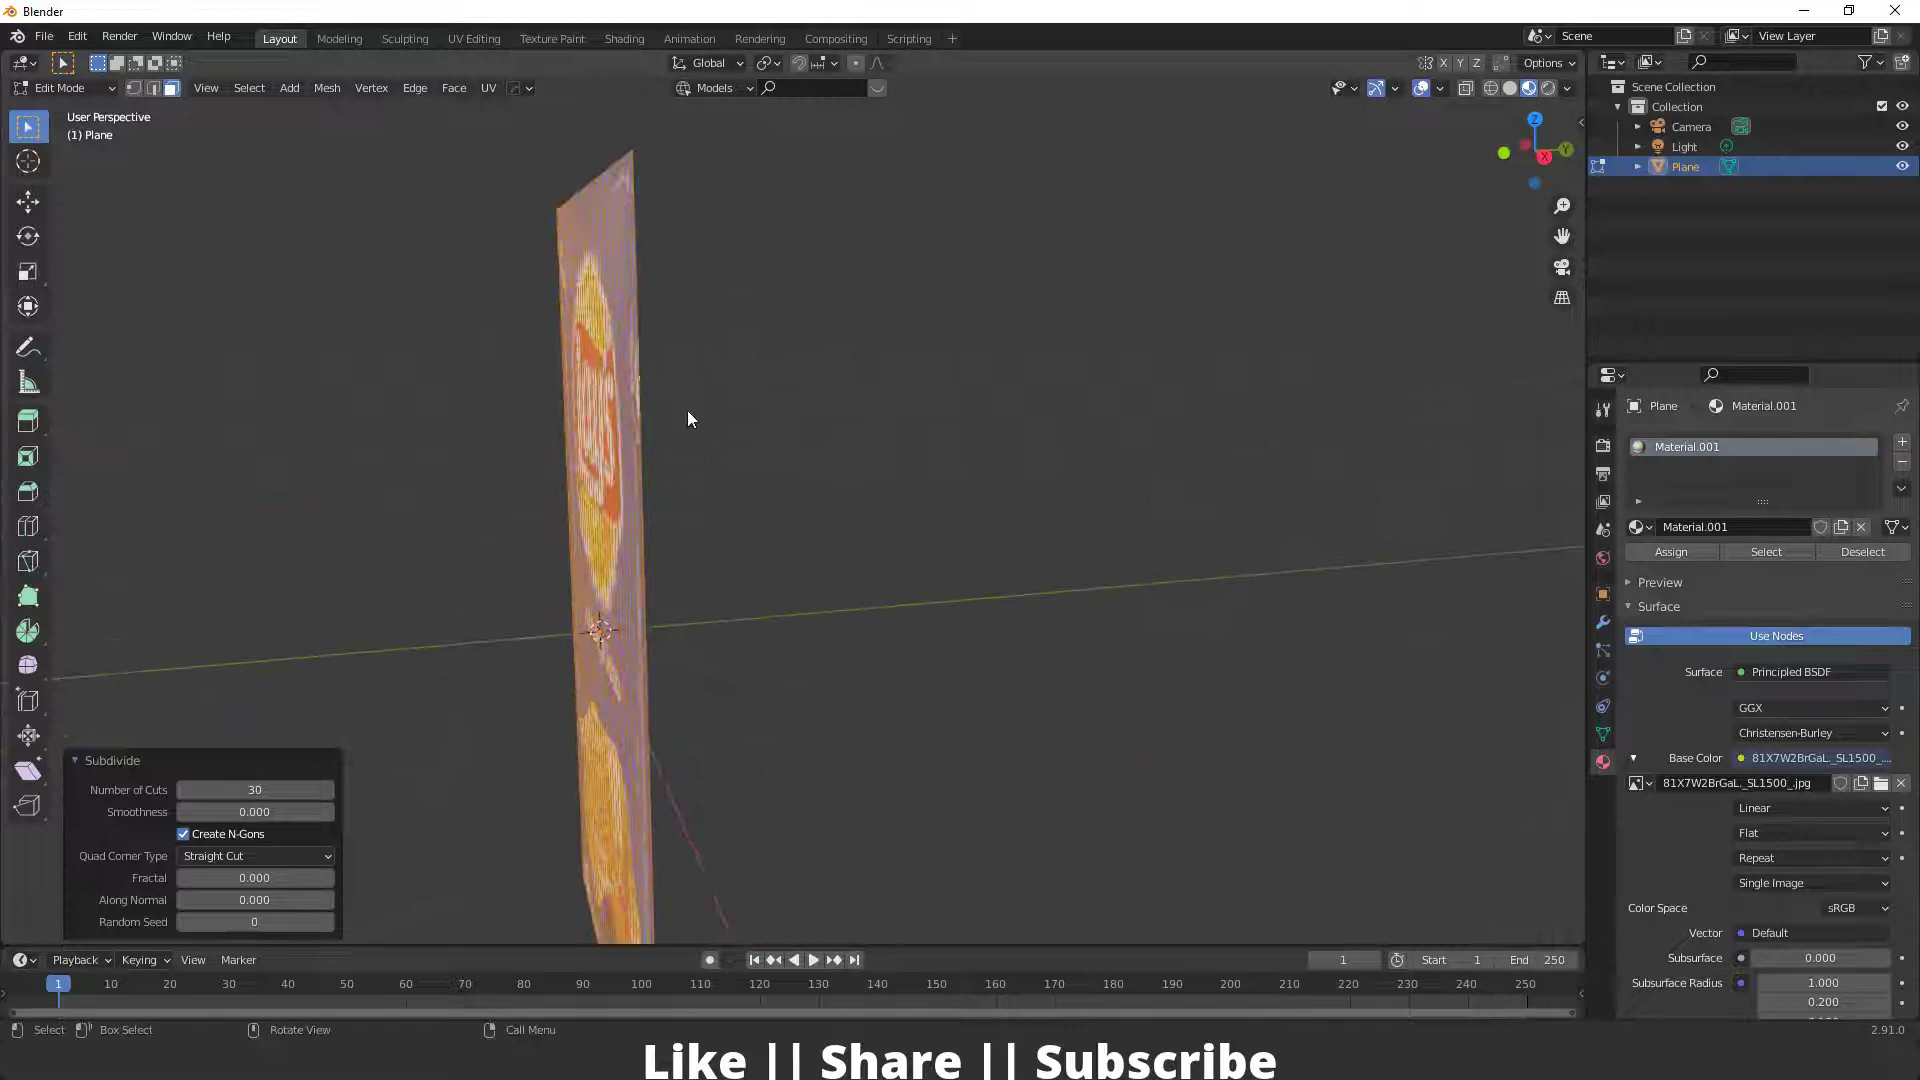 Blender
File Edit Render Window Help Layout Modeling Sculpting UV Editing Texture Paint Shading Animation Rendering Compositing Scripting + Scene View Layer
Global X Y Z Options
Edit Mode View Select Add Mesh Vertex Edge Face UV Models
User Perspective
(1) Plane
Z
Y
X
Scene Collection
Collection
Camera
Light
Plane
Plane Material.001
Material.001
Material.001
Assign Select Deselect
Preview
Surface
Use Nodes
Surface Principled BSDF
GGX
Christensen-Burley
Base Color 81X7W2BrGaL._SL1500_...
81X7W2BrGaL._SL1500_.jpg
Linear
Flat
Repeat
Single Image
Color Space sRGB
Vector Default
Subsurface 0.000
Subsurface Radius 1.000
0.200
Subdivide
Number of Cuts 30
Smoothness 0.000
Create N-Gons
Quad Corner Type Straight Cut
Fractal 0.000
Along Normal 0.000
Random Seed 0
Playback Keying View Marker 1 Start 1 End 250
1 10 20 30 40 50 60 70 80 90 100 110 120 130 140 150 160 170 180 190 200 210 220 230 240 250
Select Box Select Rotate View Call Menu 2.91.0
Like || Share || Subscribe